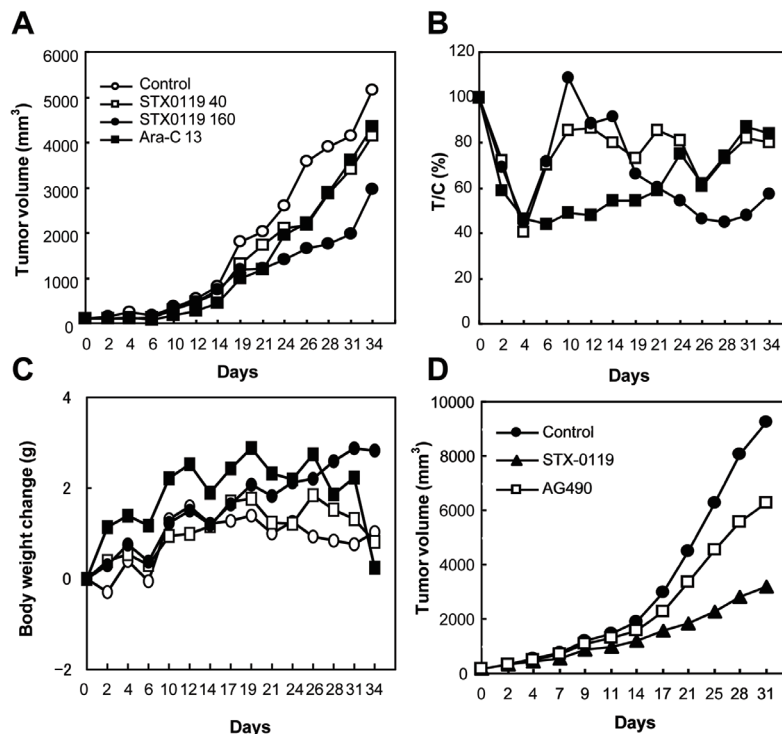 A
Tumor volume (mm³)
6000
5000
4000
3000
2000
1000
0
Control
STX0119 40
STX0119 160
Ara-C 13
0 2 4 6 10 12 14 19 21 24 26 28 31 34
Days
B
T/C (%)
120
100
80
60
40
20
0
0 2 4 6 10 12 14 19 21 24 26 28 31 34
Days
C
Body weight change (g)
4
2
0
−2
0 2 4 6 10 12 14 17 19 21 24 26 28 31 34
Days
D
Tumor volume (mm³)
10000
8000
6000
4000
2000
0
Control
STX-0119
AG490
0 2 4 7 9 11 14 17 21 25 28 31
Days